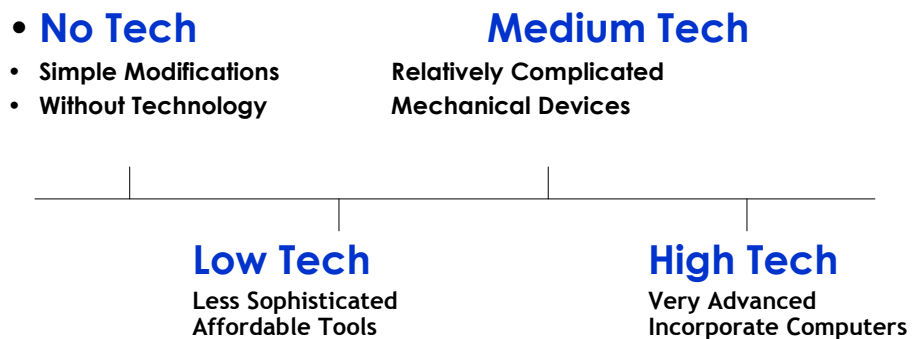 • No Tech
• Simple Modifications
• Without Technology
Medium Tech
Relatively Complicated
Mechanical Devices
Low Tech
Less Sophisticated
Affordable Tools
High Tech
Very Advanced
Incorporate Computers